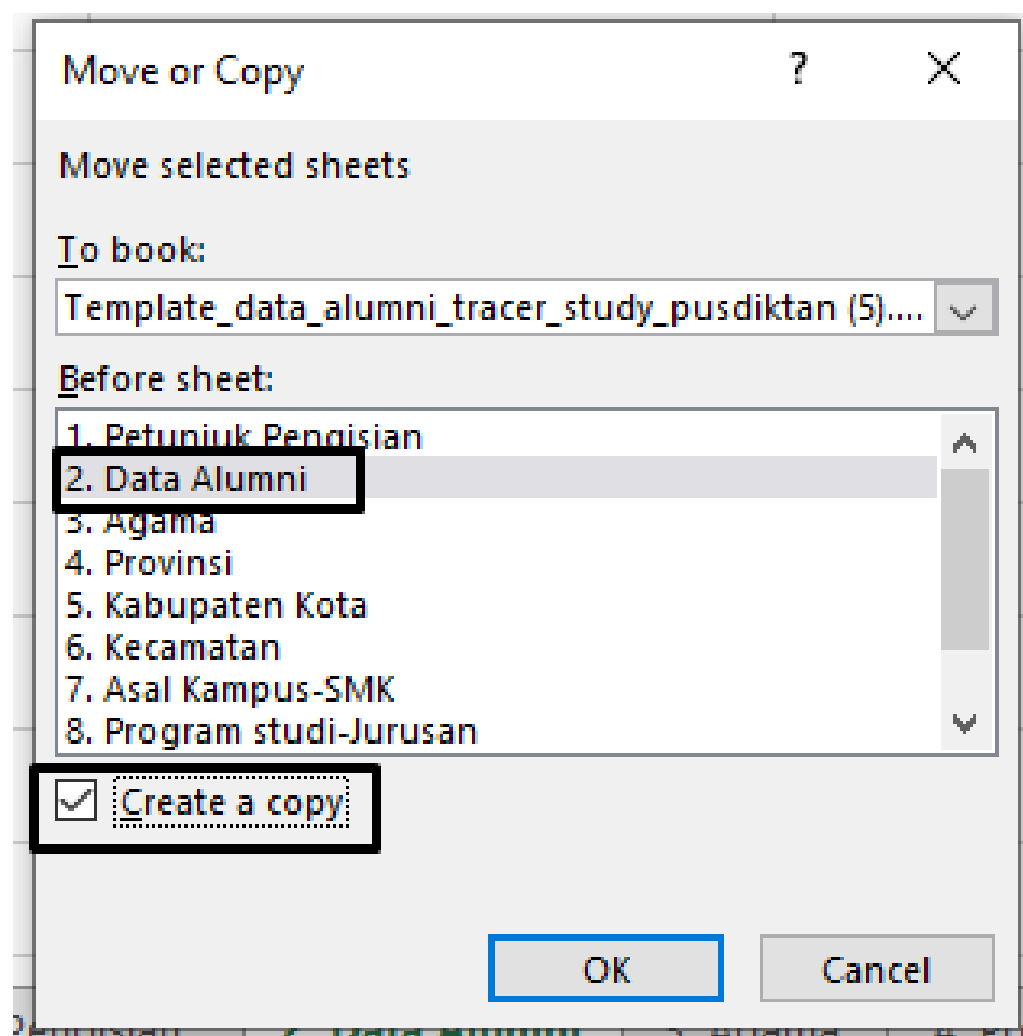 Move or Copy ? X
Move selected sheets
To book:
Template_data_alumni_tracer_study_pusdiktan (5)....
Before sheet:
1. Petunjuk Pengisian
2. Data Alumni
3. Agama
4. Provinsi
5. Kabupaten Kota
6. Kecamatan
7. Asal Kampus-SMK
8. Program studi-Jurusan
Create a copy
OK Cancel